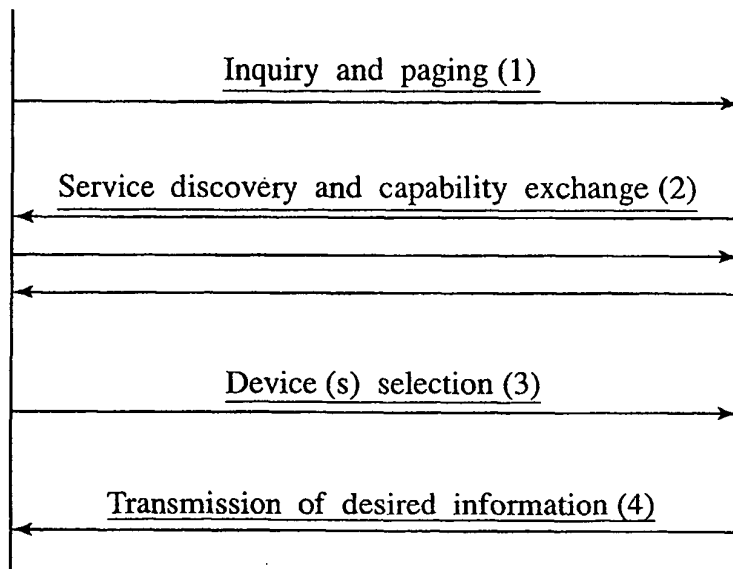 Inquiry and paging (1)
Service discovery and capability exchange (2)
Device (s) selection (3)
Transmission of desired information (4)